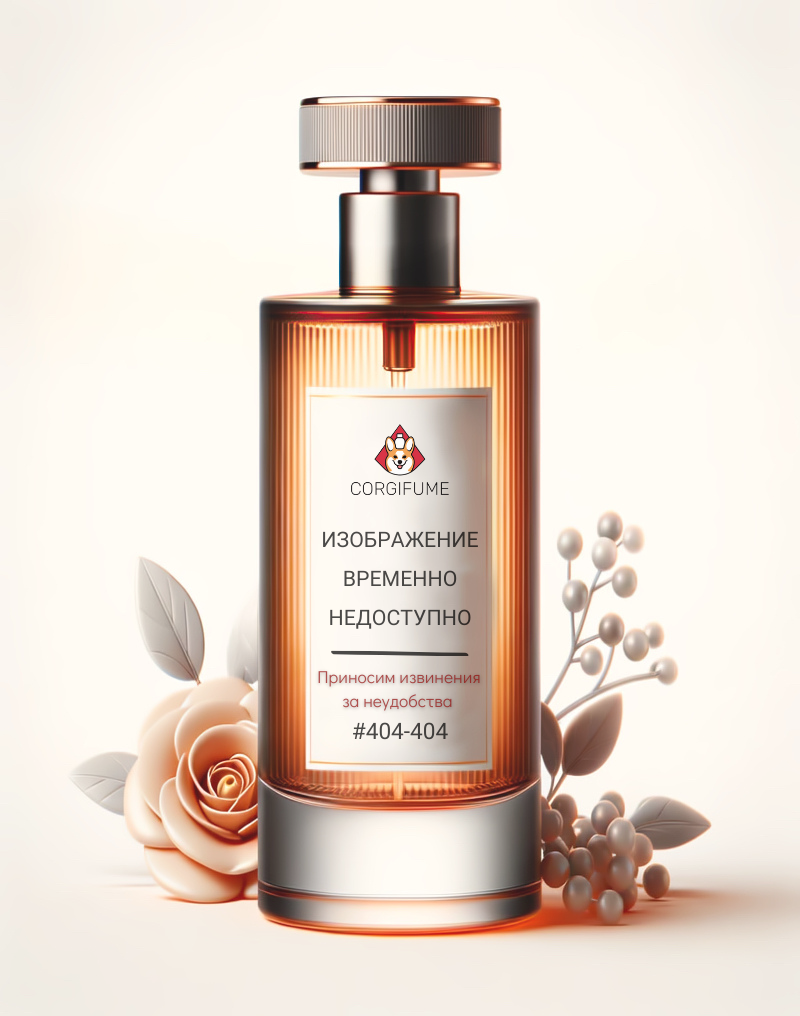 CORGIFUME
ИЗОБРАЖЕНИЕ
ВРЕМЕННО
НЕДОСТУПНО
Приносим извинения
за неудобства
#404-404